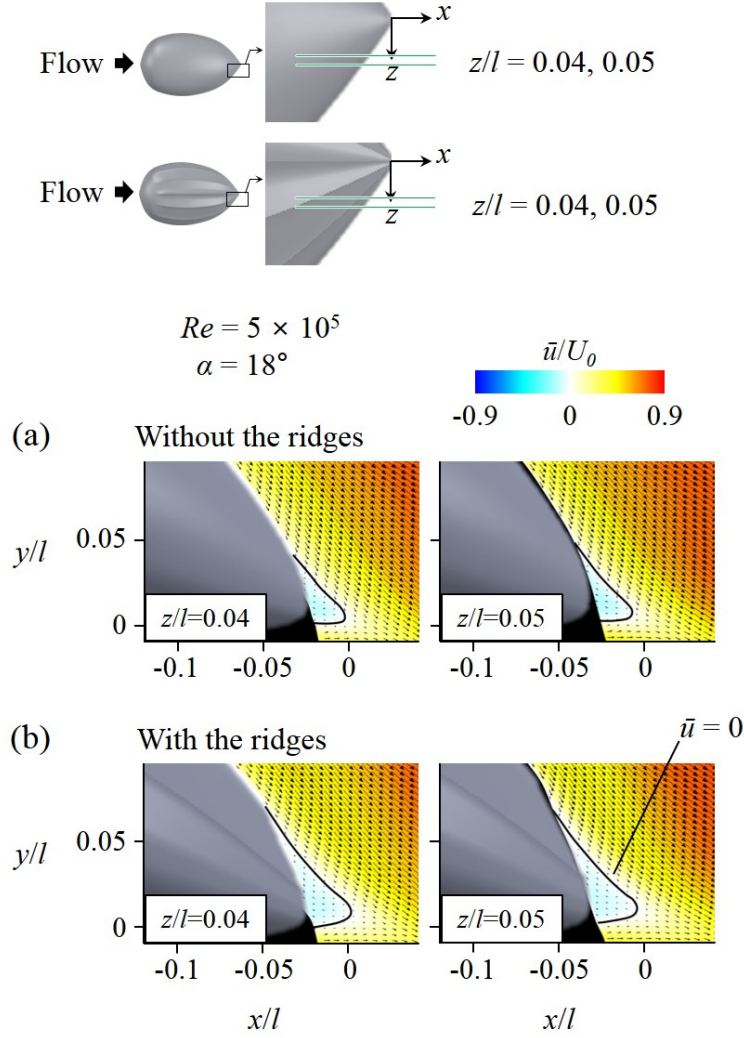 x
Flow
z
z/l = 0.04, 0.05
x
Flow
z
z/l = 0.04, 0.05
Re = 5 × 10⁵
α = 18°
ū/U₀
-0.9 0 0.9
(a) Without the ridges
0.05
y/l
0
z/l=0.04
z/l=0.05
-0.1 -0.05 0
-0.1 -0.05 0
(b) With the ridges
ū = 0
0.05
y/l
0
z/l=0.04
z/l=0.05
-0.1 -0.05 0
-0.1 -0.05 0
x/l
x/l